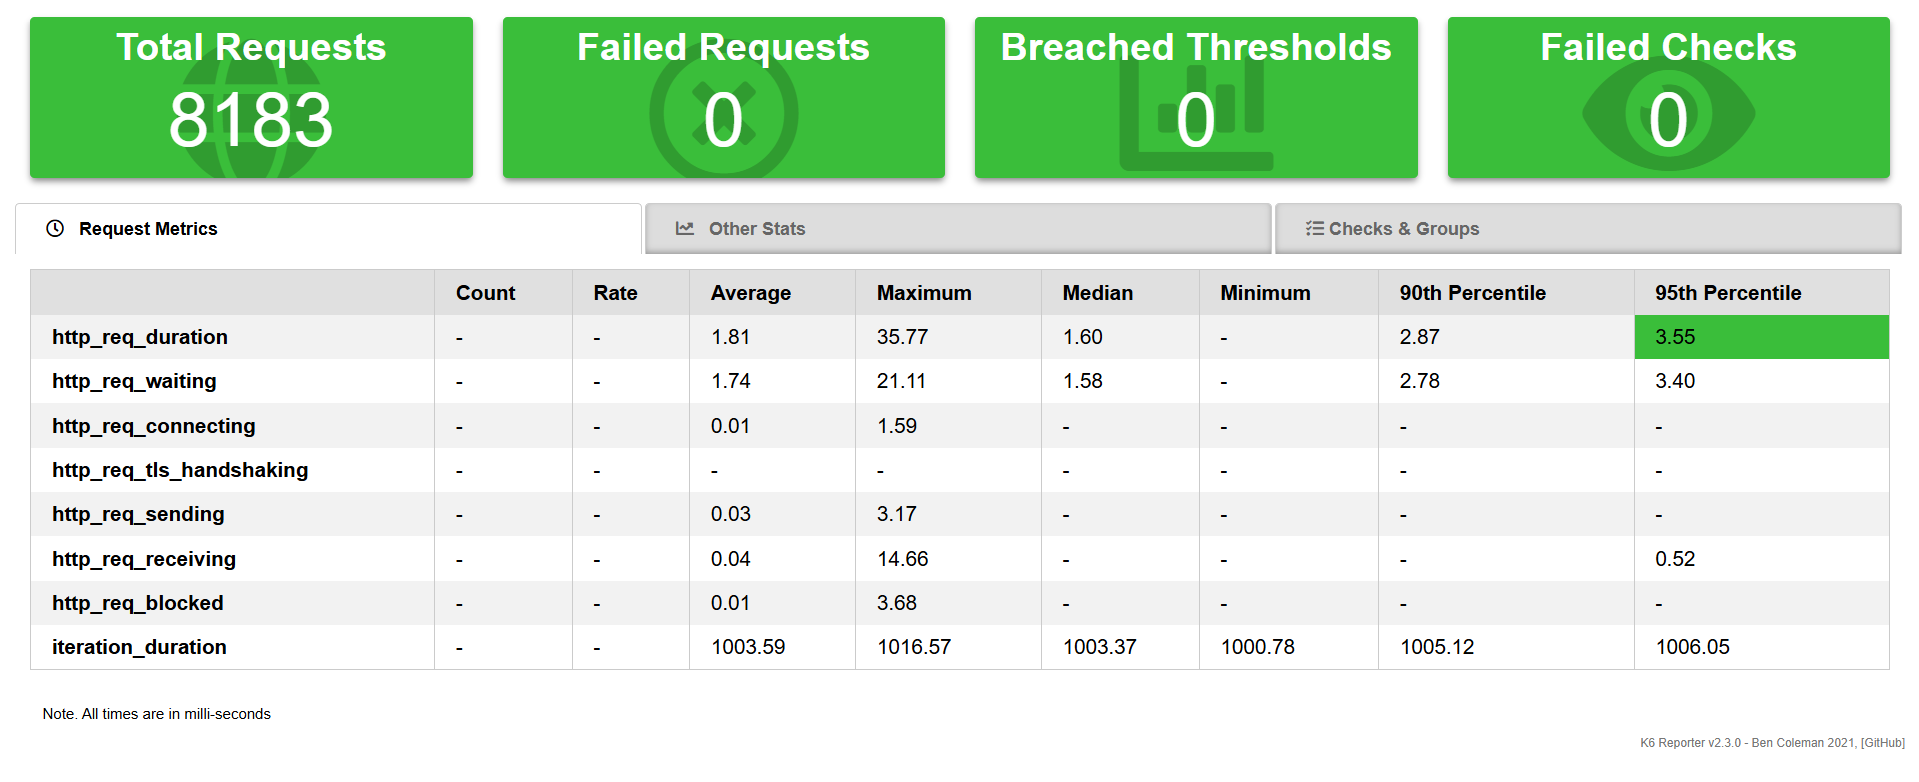 Total Requests
8183
Failed Requests
0
Breached Thresholds
0
Failed Checks
0
Request Metrics
Other Stats
Checks & Groups
Count Rate Average Maximum Median Minimum 90th Percentile 95th Percentile
http_req_duration - - 1.81 35.77 1.60 - 2.87 3.55
http_req_waiting - - 1.74 21.11 1.58 - 2.78 3.40
http_req_connecting - - 0.01 1.59 - - - -
http_req_tls_handshaking - - - - - - - -
http_req_sending - - 0.03 3.17 - - - -
http_req_receiving - - 0.04 14.66 - - - 0.52
http_req_blocked - - 0.01 3.68 - - - -
iteration_duration - - 1003.59 1016.57 1003.37 1000.78 1005.12 1006.05
Note. All times are in milli-seconds
K6 Reporter v2.3.0 - Ben Coleman 2021, [GitHub]